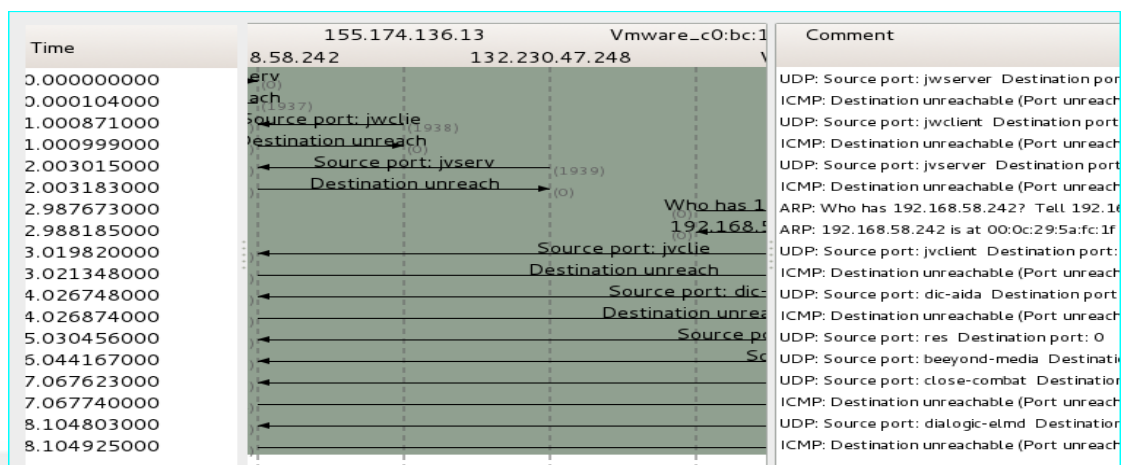 Time
155.174.136.13 Vmware_c0:bc:1
8.58.242 132.230.47.248
Comment
0.000000000 erv (0) UDP: Source port: jwserver Destination por
0.000104000 ach (1937) ICMP: Destination unreachable (Port unreach
1.000871000 Source port: jwclie (1938) UDP: Source port: jwclient Destination port
1.000999000 Destination unreach (0) ICMP: Destination unreachable (Port unreach
2.003015000 Source port: jvserv (1939) UDP: Source port: jvserver Destination port
2.003183000 Destination unreach (0) ICMP: Destination unreachable (Port unreach
2.987673000 Who has 1 (0) ARP: Who has 192.168.58.242? Tell 192.16
2.988185000 192.168.5 (0) ARP: 192.168.58.242 is at 00:0c:29:5a:fc:1f
3.019820000 Source port: jvclie UDP: Source port: jvclient Destination port:
3.021348000 Destination unreach ICMP: Destination unreachable (Port unreach
4.026748000 Source port: dic- UDP: Source port: dic-aida Destination port
4.026874000 Destination unrea ICMP: Destination unreachable (Port unreach
5.030456000 Source po UDP: Source port: res Destination port: 0
6.044167000 So UDP: Source port: beeyond-media Destinati
7.067623000 UDP: Source port: close-combat Destination
7.067740000 ICMP: Destination unreachable (Port unreach
8.104803000 UDP: Source port: dialogic-elmd Destination
8.104925000 ICMP: Destination unreachable (Port unreach